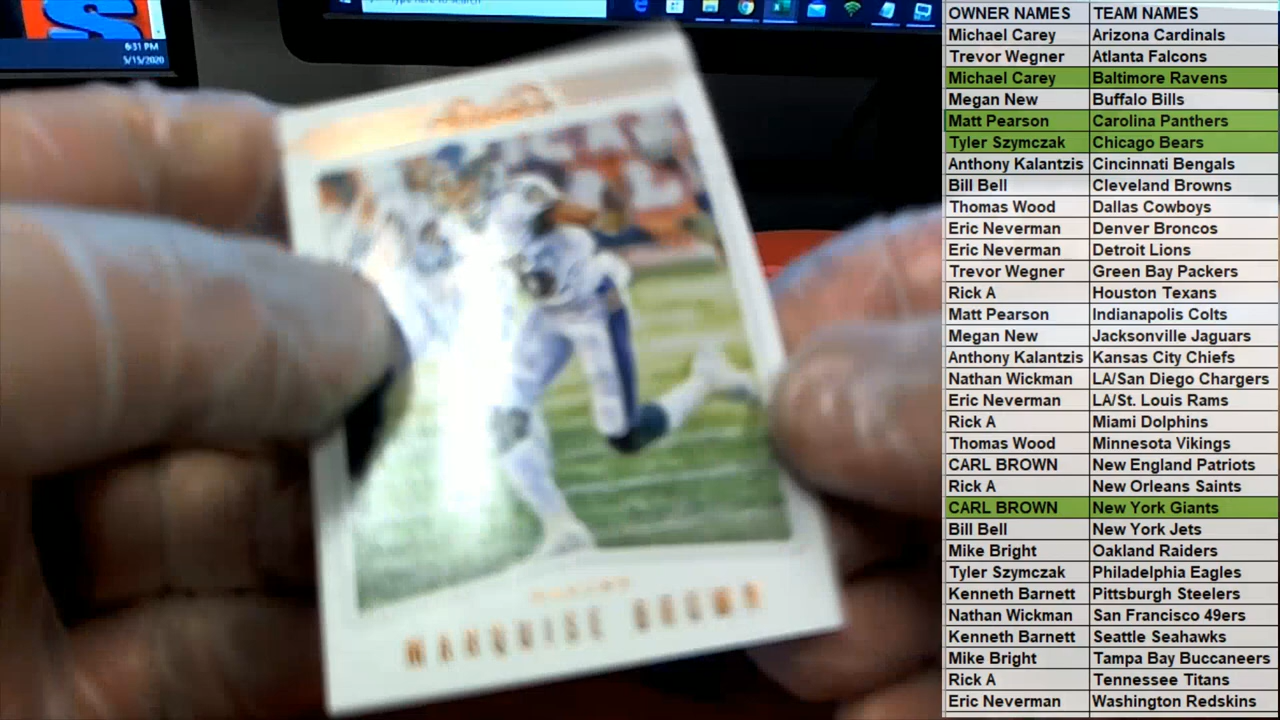 Type here to search
6:31 PM
5/15/2020
MARQUISE BROWN
OWNER NAMES TEAM NAMES
Michael Carey Arizona Cardinals
Trevor Wegner Atlanta Falcons
Michael Carey Baltimore Ravens
Megan New Buffalo Bills
Matt Pearson Carolina Panthers
Tyler Szymczak Chicago Bears
Anthony Kalantzis Cincinnati Bengals
Bill Bell Cleveland Browns
Thomas Wood Dallas Cowboys
Eric Neverman Denver Broncos
Eric Neverman Detroit Lions
Trevor Wegner Green Bay Packers
Rick A Houston Texans
Matt Pearson Indianapolis Colts
Megan New Jacksonville Jaguars
Anthony Kalantzis Kansas City Chiefs
Nathan Wickman LA/San Diego Chargers
Eric Neverman LA/St. Louis Rams
Rick A Miami Dolphins
Thomas Wood Minnesota Vikings
CARL BROWN New England Patriots
Rick A New Orleans Saints
CARL BROWN New York Giants
Bill Bell New York Jets
Mike Bright Oakland Raiders
Tyler Szymczak Philadelphia Eagles
Kenneth Barnett Pittsburgh Steelers
Nathan Wickman San Francisco 49ers
Kenneth Barnett Seattle Seahawks
Mike Bright Tampa Bay Buccaneers
Rick A Tennessee Titans
Eric Neverman Washington Redskins